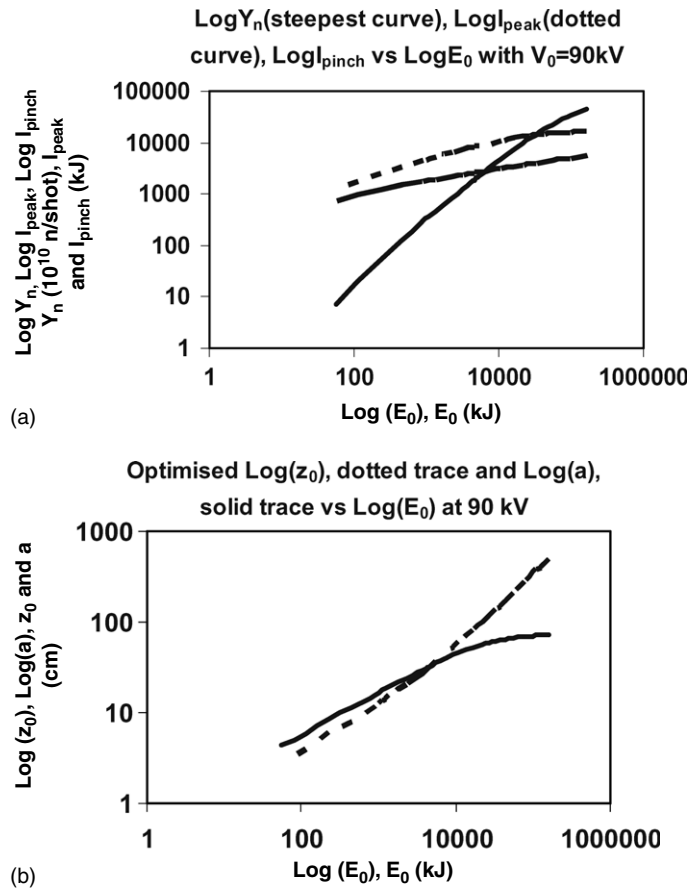 LogYn(steepest curve), LogIpeak(dotted
curve), LogIpinch vs LogE0 with V0=90kV
Log Yn, Log Ipeak, Log Ipinch
Yn (10^10 n/shot), Ipeak
and Ipinch (kJ)
100000
10000
1000
100
10
1
1
100
10000
1000000
Log (E0), E0 (kJ)
(a)
Optimised Log(z0), dotted trace and Log(a),
solid trace vs Log(E0) at 90 kV
Log (z0), Log(a), z0 and a
(cm)
1000
100
10
1
1
100
10000
1000000
Log (E0), E0 (kJ)
(b)